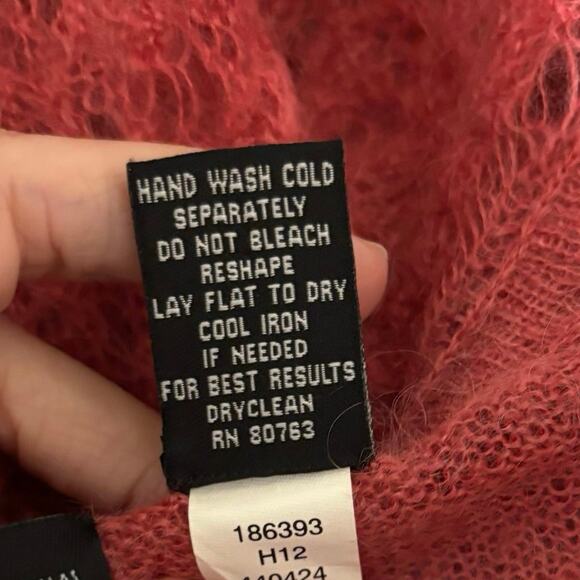 HAND WASH COLD
SEPARATELY
DO NOT BLEACH
RESHAPE
LAY FLAT TO DRY
COOL IRON
IF NEEDED
FOR BEST RESULTS
DRYCLEAN
RN 80763
186393
H12